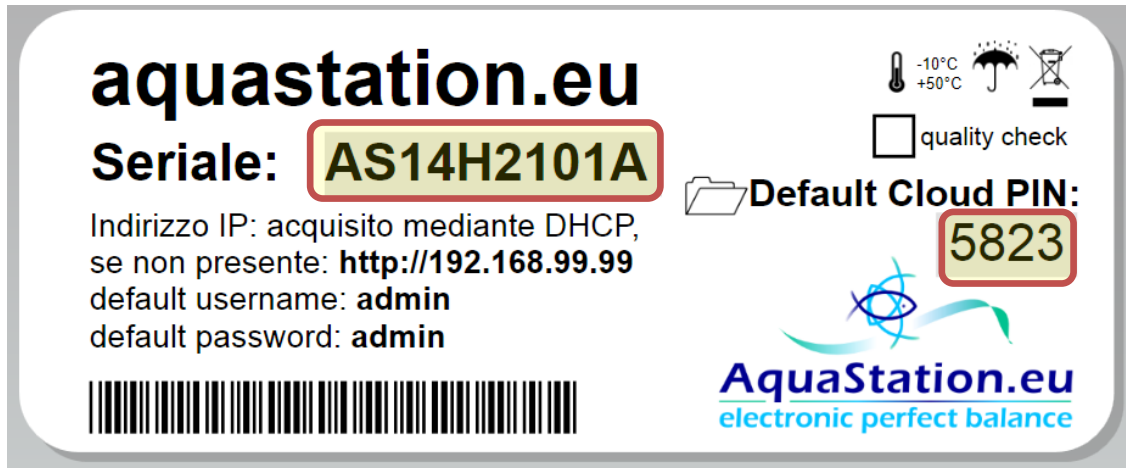 aquastation.eu
Seriale: AS14H2101A
Indirizzo IP: acquisito mediante DHCP,
se non presente: http://192.168.99.99
default username: admin
default password: admin
-10°C
+50°C
quality check
Default Cloud PIN:
5823
AquaStation.eu
electronic perfect balance